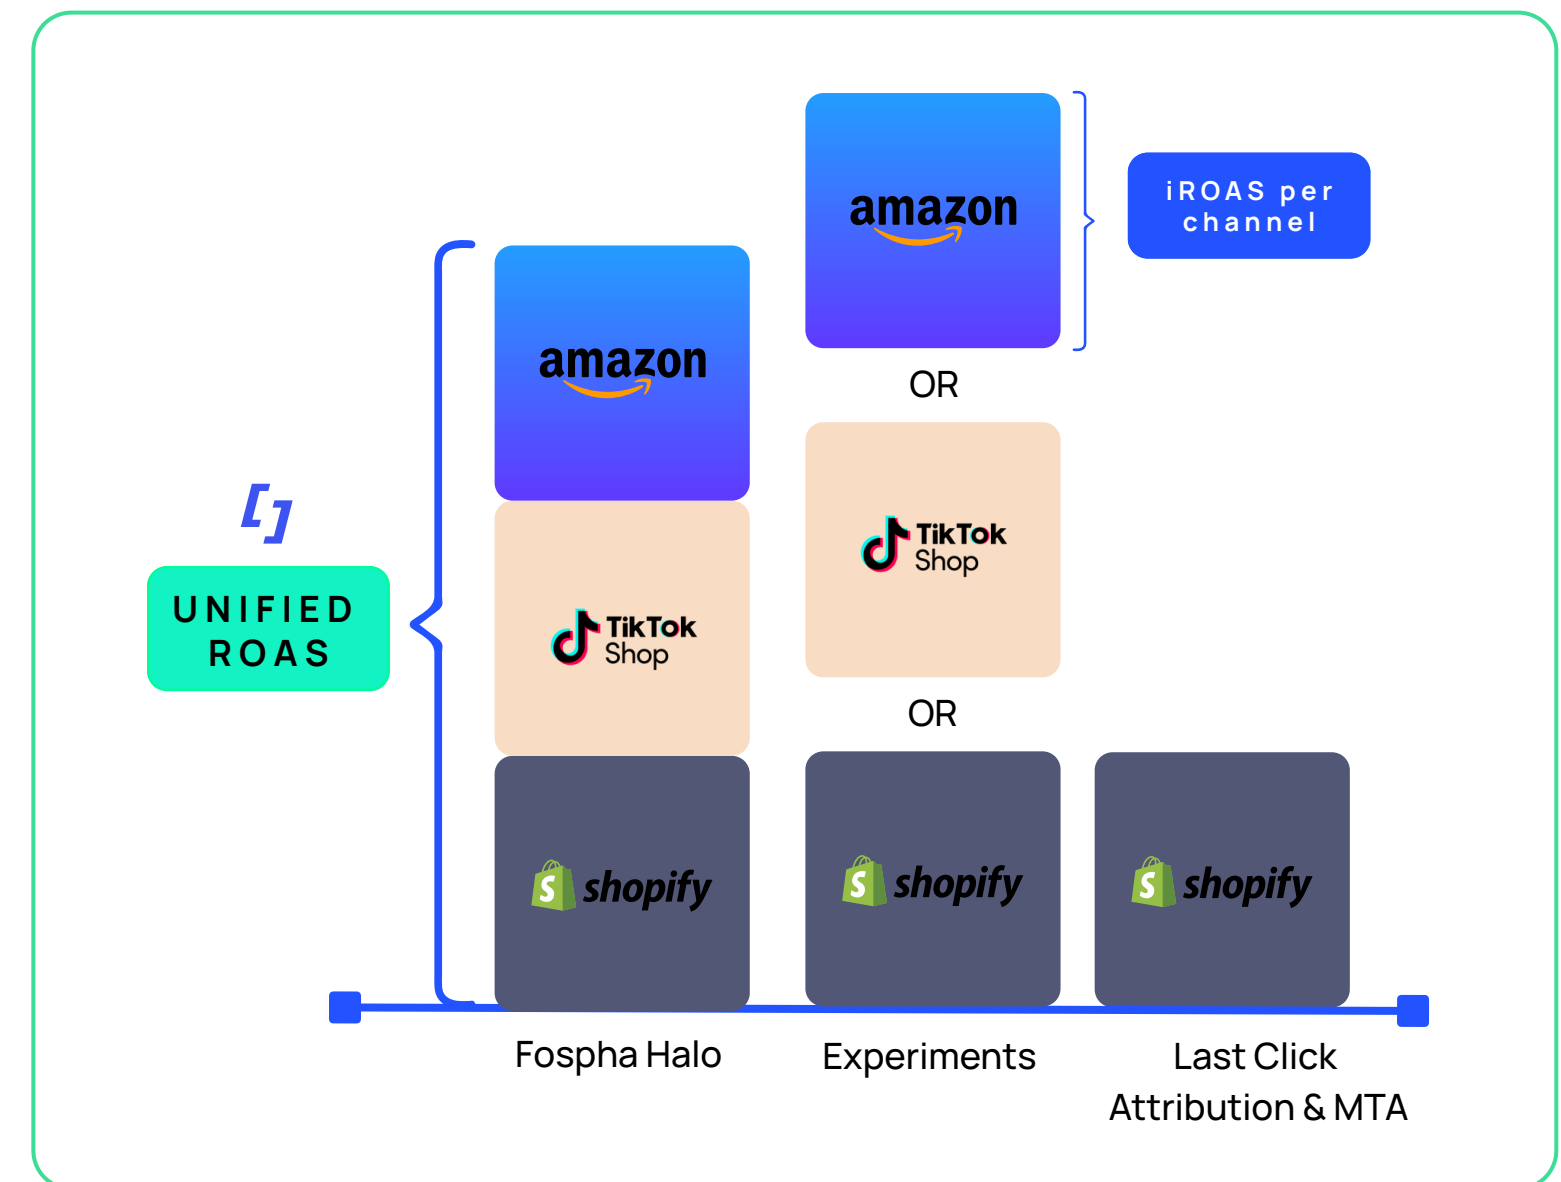 amazon
iROAS per
channel
amazon
OR
TikTok
Shop
UNIFIED
ROAS
TikTok
Shop
OR
shopify
shopify
shopify
Fospha Halo
Experiments
Last Click
Attribution & MTA